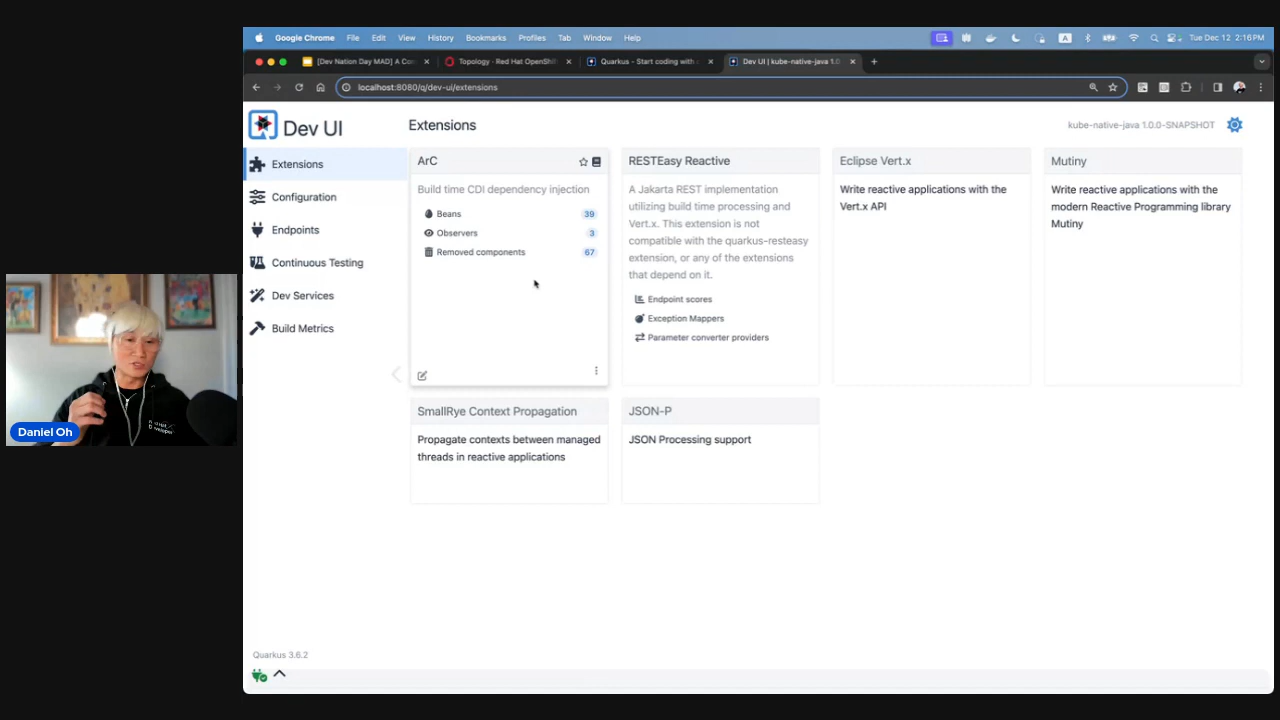 Google Chrome File Edit View History Bookmarks Profiles Tab Window Help
A
Tue Dec 12 2:16 PM
[Dev Nation Day MAD] A Co
Topology · Red Hat OpenShi
Quarkus - Start coding with
Dev UI | kube-native-java 1.0
localhost:8080/q/dev-ui/extensions
Dev UI
Extensions
kube-native-java 1.0.0-SNAPSHOT
Extensions
Configuration
Endpoints
Continuous Testing
Dev Services
Build Metrics
ArC
Build time CDI dependency injection
Beans 39
Observers 3
Removed components 67
RESTEasy Reactive
A Jakarta REST implementation
utilizing build time processing and
Vert.x. This extension is not
compatible with the quarkus-resteasy
extension, or any of the extensions
that depend on it.
Endpoint scores
Exception Mappers
Parameter converter providers
Eclipse Vert.x
Write reactive applications with the
Vert.x API
Mutiny
Write reactive applications with the
modern Reactive Programming library
Mutiny
SmallRye Context Propagation
Propagate contexts between managed
threads in reactive applications
JSON-P
JSON Processing support
Quarkus 3.6.2
Daniel Oh